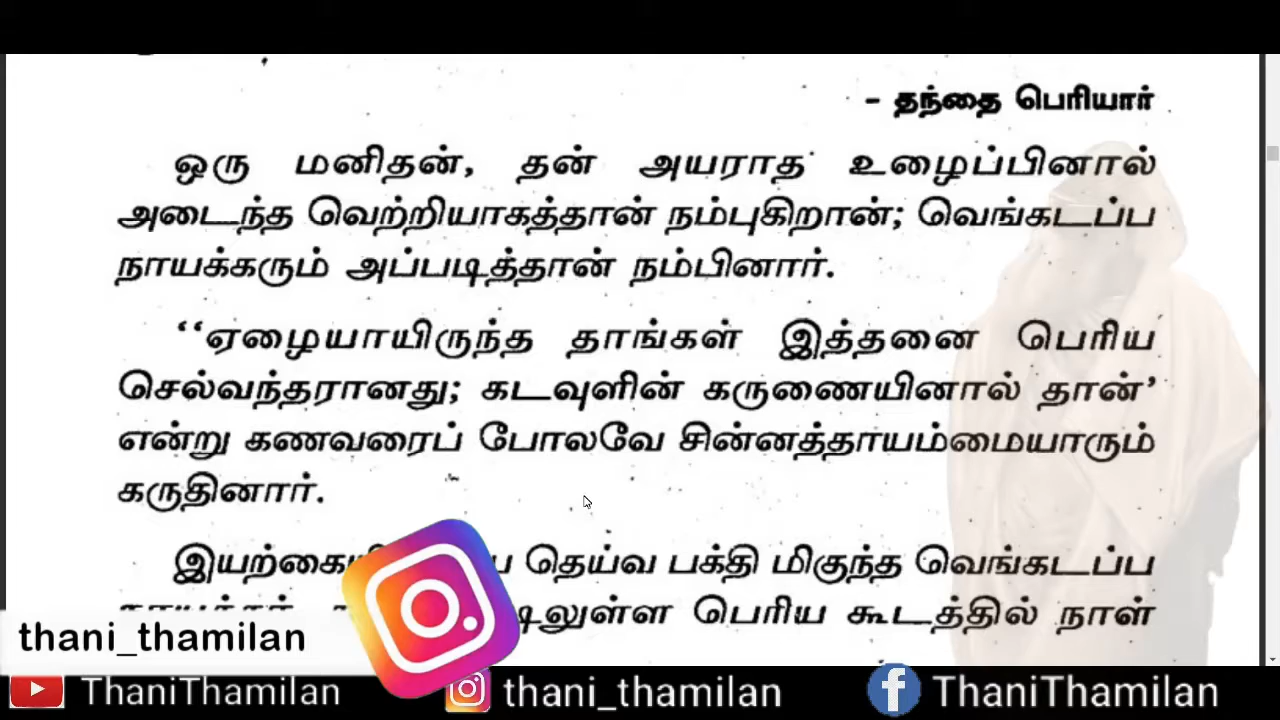 - தந்தை பெரியார்
ஒரு மனிதன், தன் அயராத உழைப்பினால்
அடைந்த வெற்றியாகத்தான் நம்புகிறான்; வெங்கடப்ப
நாயக்கரும் அப்படித்தான் நம்பினார்.
‘‘ஏழையாயிருந்த தாங்கள் இத்தனை பெரிய
செல்வந்தரானது; கடவுளின் கருணையினால் தான்’
என்று கணவரைப் போலவே சின்னத்தாயம்மையாரும்
கருதினார்.
தெய்வ பக்தி மிகுந்த வெங்கடப்ப
பெரிய கூடத்தில் நாள்
thani_thamilan
ThaniThamilan thani_thamilan ThaniThamilan